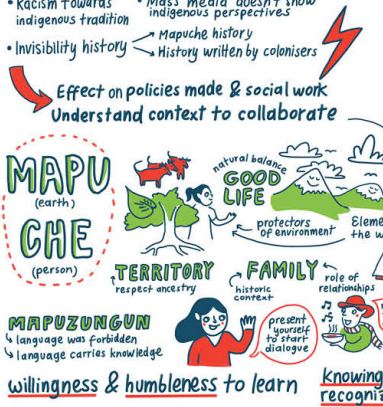 • Racism towards
indigenous tradition
• Mass media doesn't show
indigenous perspectives
• Invisibility history
Mapuche history
History written by colonisers
Effect on policies made & social work
Understand context to collaborate
MAPU
(earth)
CHE
(person)
natural balance
GOOD
LIFE
protectors
of environment
the w
TERRITORY
respect ancestry
FAMILY
historic
context
role of
relationships
MAPUZUNGUN
language was forbidden
language carries knowledge
present
yourself
to start
dialogue
willingness & humbleness to learn
Knowing